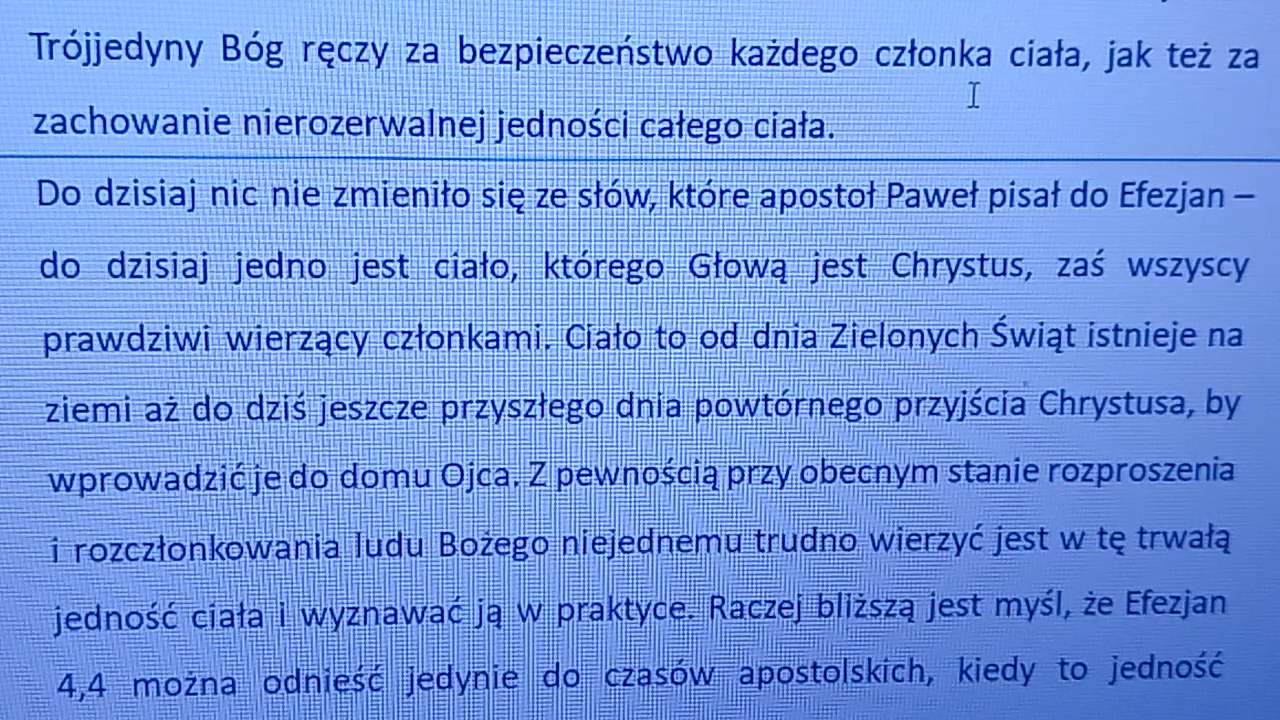 Trójjedyny Bóg ręczy za bezpieczeństwo każdego członka ciała, jak też za
zachowanie nierozerwalnej jedności całego ciała.
Do dzisiaj nic nie zmieniło się ze słów, które apostoł Paweł pisał do Efezjan –
do dzisiaj jedno jest ciało, którego Głową jest Chrystus, zaś wszyscy
prawdziwi wierzący członkami. Ciało to od dnia Zielonych Świąt istnieje na
ziemi aż do dziś jeszcze przyszłego dnia powtórnego przyjścia Chrystusa, by
wprowadzić je do domu Ojca. Z pewnością przy obecnym stanie rozproszenia
i rozczłonkowania ludu Bożego niejednemu trudno wierzyć jest w tę trwałą
jedność ciała i wyznawać ją w praktyce. Raczej bliższą jest myśl, że Efezjan
4,4 można odnieść jedynie do czasów apostolskich, kiedy to jedność